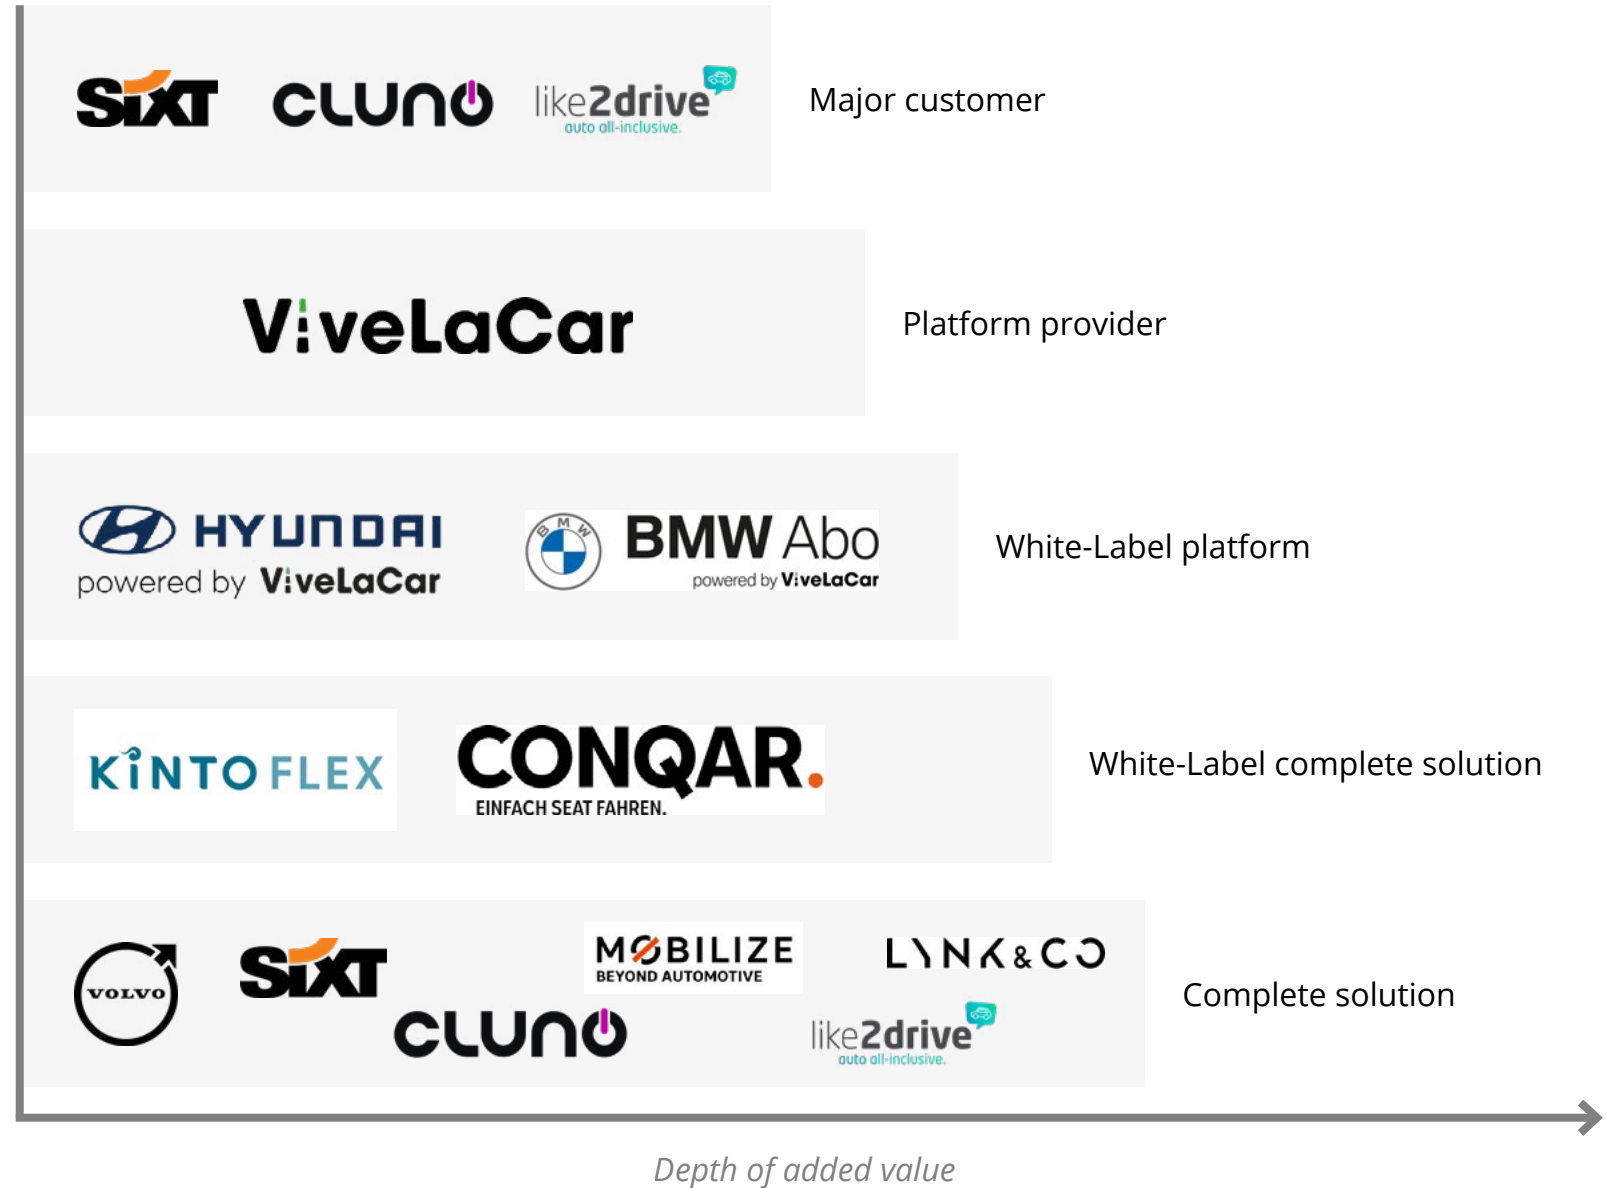 SIXT CLUNO like2drive
auto all-inclusive.
Major customer
ViveLaCar
Platform provider
HYUNDAI
powered by ViveLaCar
BMW
BMW Abo
powered by ViveLaCar
White-Label platform
KINTO FLEX
CONQAR.
EINFACH SEAT FAHREN.
White-Label complete solution
VOLVO
SIXT
CLUNO
MOBILIZE
BEYOND AUTOMOTIVE
LYNK & CO
like2drive
auto all-inclusive.
Complete solution
Depth of added value